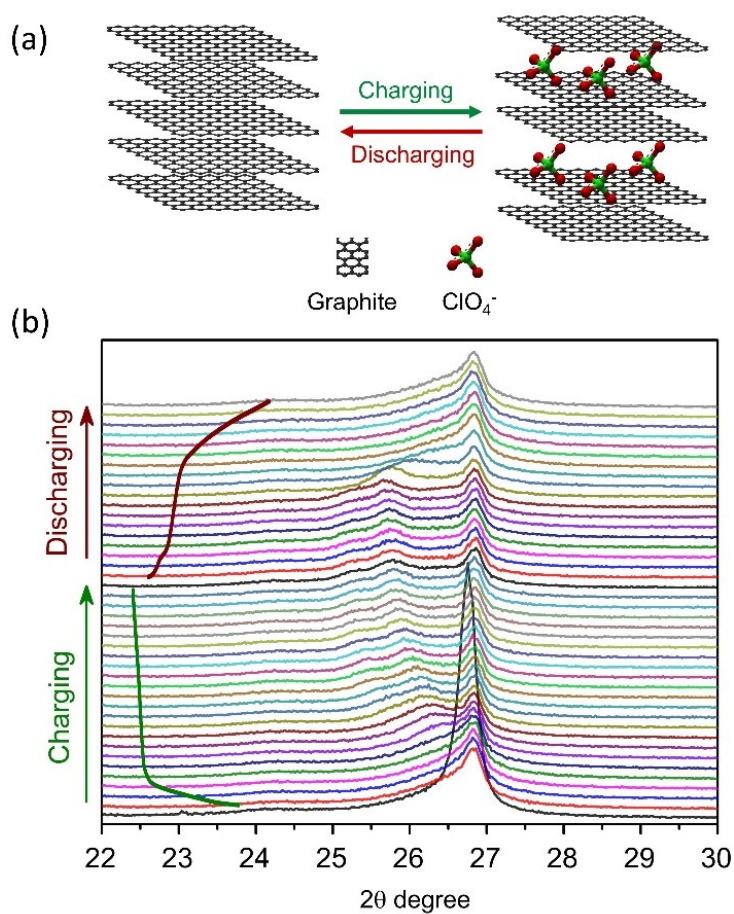 (a)
Charging
Discharging
Graphite
ClO₄⁻
(b)
Discharging
Charging
22 23 24 25 26 27 28 29 30
2θ degree